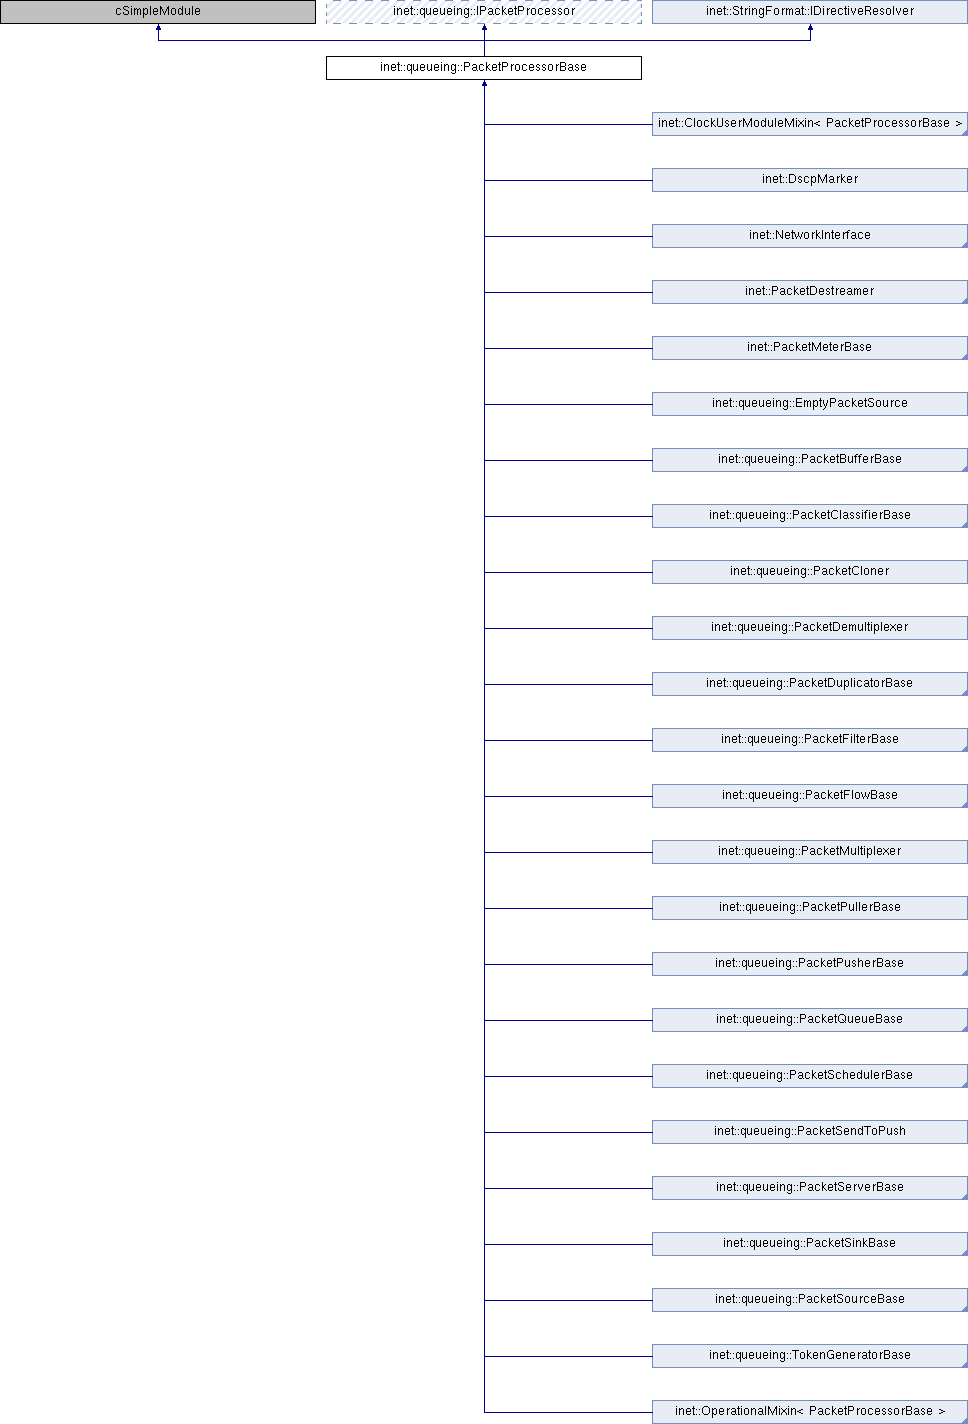 cSimpleModule
inet::queueing::IPacketProcessor
inet::StringFormat::IDirectiveResolver
inet::queueing::PacketProcessorBase
inet::ClockUserModuleMixin< PacketProcessorBase >
inet::DscpMarker
inet::NetworkInterface
inet::PacketDestreamer
inet::PacketMeterBase
inet::queueing::EmptyPacketSource
inet::queueing::PacketBufferBase
inet::queueing::PacketClassifierBase
inet::queueing::PacketCloner
inet::queueing::PacketDemultiplexer
inet::queueing::PacketDuplicatorBase
inet::queueing::PacketFilterBase
inet::queueing::PacketFlowBase
inet::queueing::PacketMultiplexer
inet::queueing::PacketPullerBase
inet::queueing::PacketPusherBase
inet::queueing::PacketQueueBase
inet::queueing::PacketSchedulerBase
inet::queueing::PacketSendToPush
inet::queueing::PacketServerBase
inet::queueing::PacketSinkBase
inet::queueing::PacketSourceBase
inet::queueing::TokenGeneratorBase
inet::OperationalMixin< PacketProcessorBase >